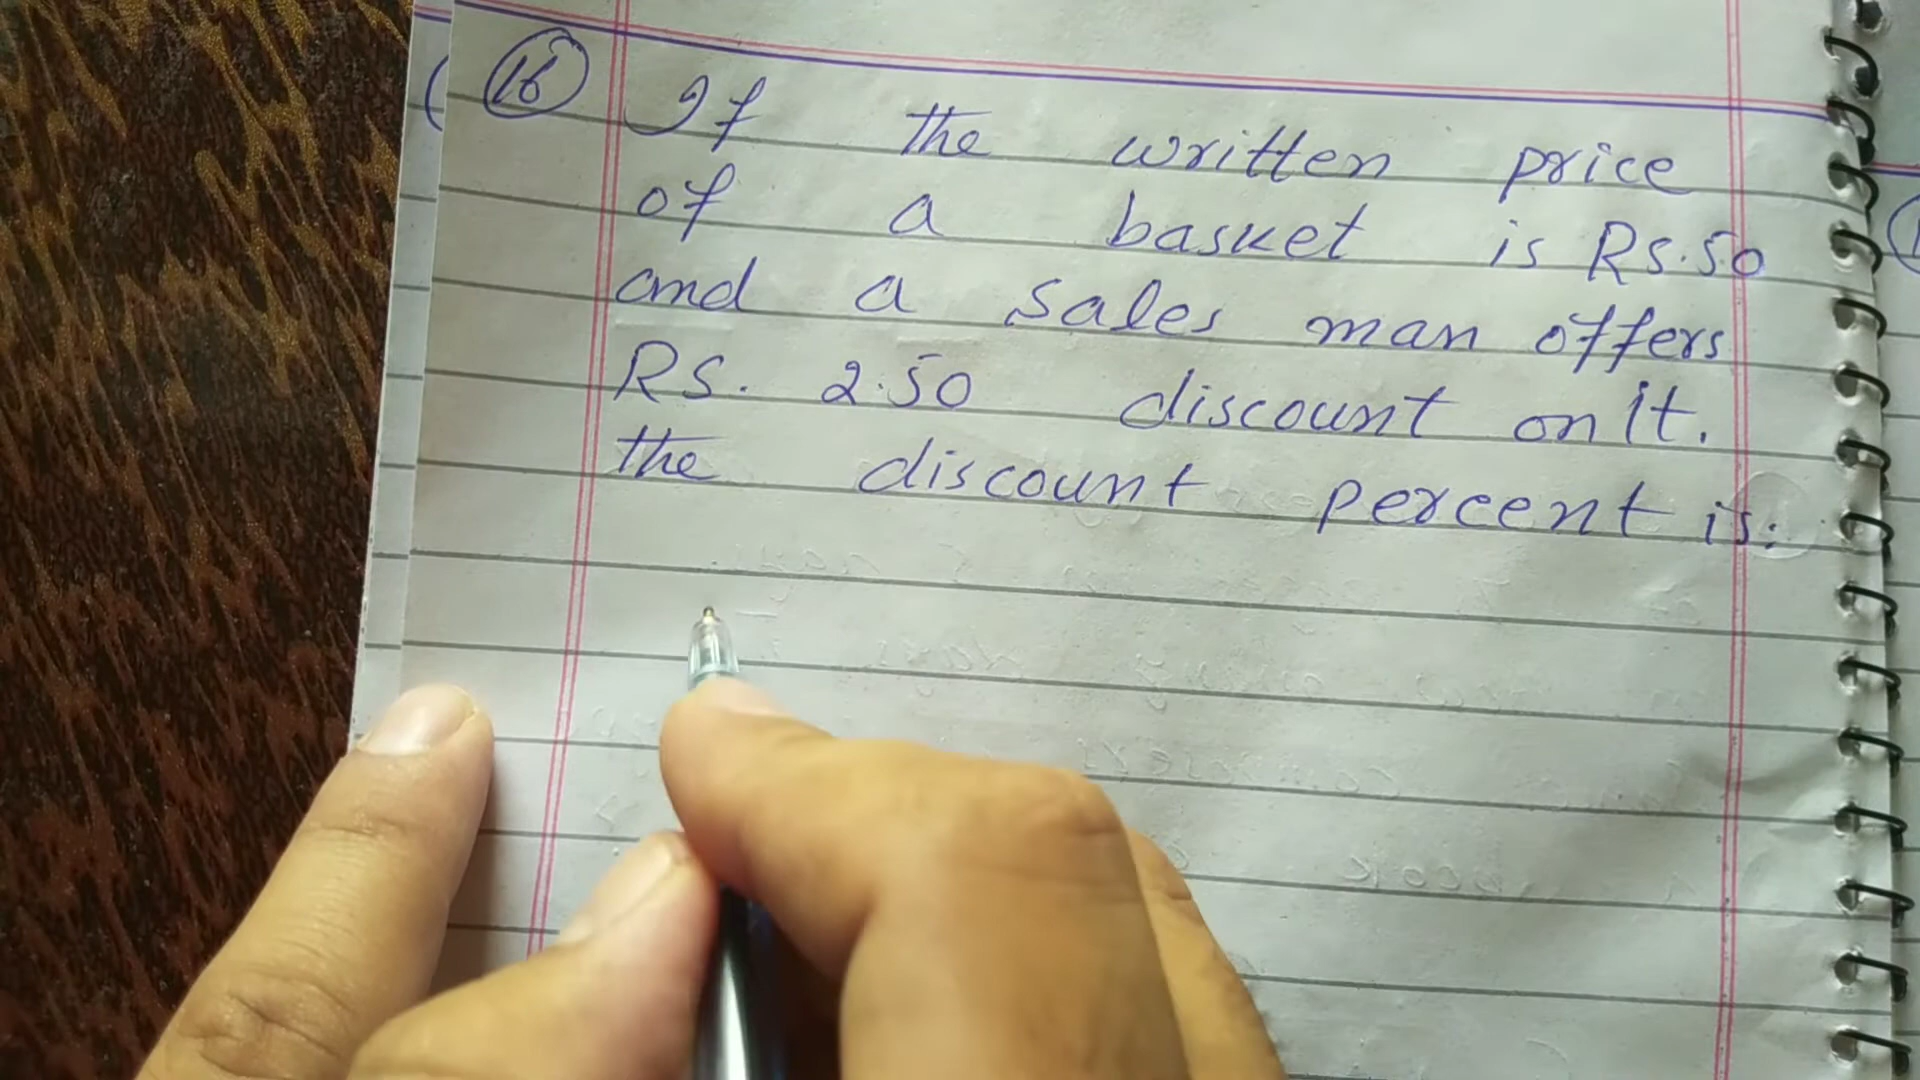 16 If the written price
of a basket is Rs.50
and a sales man offers
RS. 2.50 discount on it.
the discount percent is: